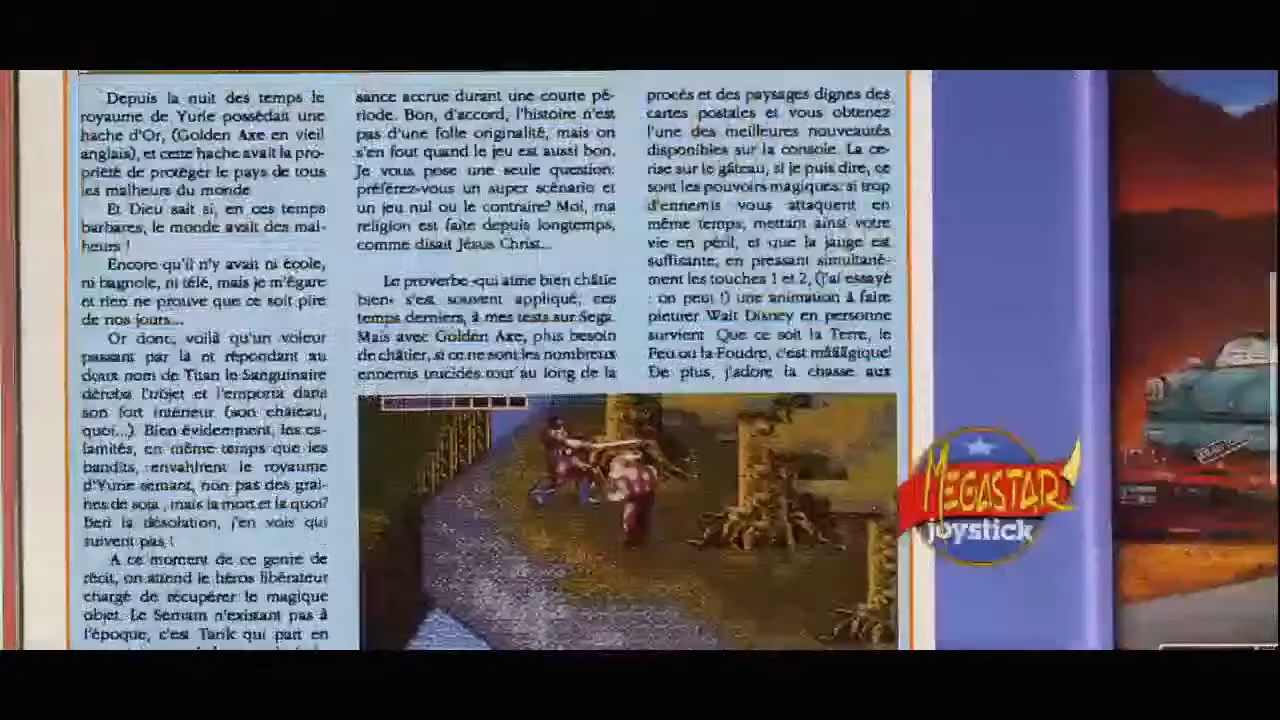 Depuis la nuit des temps le
royaume de Yurie possédait une
hache d'Or, (Golden Axe en vieil
anglais), et cette hache avait la pro-
priété de protéger le pays de tous
les malheurs du monde
Et Dieu sait si, en ces temps
barbares, le monde avait des mal-
heurs !
Encore qu'il n'y avait ni école,
ni bagnole, ni télé, mais je m'égare
et rien ne prouve que ce soit pire
de nos jours...
Or donc, voilà qu'un voleur
passant par là et répondant au
doux nom de Titan le Sanguinaire
déroba l'objet et l'emporta dans
son fort intérieur (son château,
quoi...). Bien évidemment, les ca-
lamités, en même temps que les
bandits, envahirent le royaume
d'Yurie semant, non pas des grai-
nes de soja, mais la mort et la quoi?
Ben la désolation, j'en vois qui
suivent pas !
A ce moment de ce genre de
récit, on attend le héros libérateur
chargé de récupérer le magique
objet. Le Semam n'existant pas à
l'époque, c'est Tarik qui part en
sance accrue durant une courte pé-
riode. Bon, d'accord, l'histoire n'est
pas d'une folle originalité, mais on
s'en fout quand le jeu est aussi bon.
Je vous pose une seule question:
préférez-vous un super scénario et
un jeu nul ou le contraire? Moi, ma
religion est faite depuis longtemps,
comme disait Jésus Christ...
Le proverbe «qui aime bien châtie
bien» s'est souvent appliqué, ces
temps derniers, à mes tests sur Sega.
Mais avec Golden Axe, plus besoin
de châtier, si ce ne sont les nombreux
ennemis trucidés tout au long de la
procès et des paysages dignes des
cartes postales et vous obtenez
l'une des meilleures nouveautés
disponibles sur la console. La ce-
rise sur le gâteau, si je puis dire, ce
sont les pouvoirs magiques: si trop
d'ennemis vous attaquent en
même temps, mettant ainsi votre
vie en péril, et que la jauge est
suffisante, en pressant simultané-
ment les touches 1 et 2, (j'ai essayé
: on peut !) une animation à faire
pleurer Walt Disney en personne
survient Que ce soit la Terre, le
Feu ou la Foudre, c'est mââägique!
De plus, j'adore la chasse aux
MEGASTAR
joystick